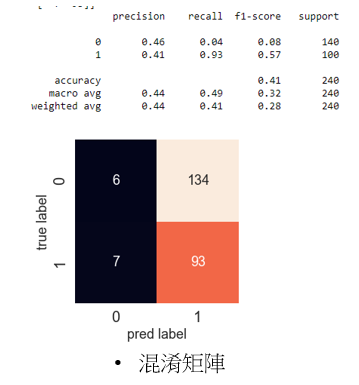 precision recall f1-score support
0 0.46 0.04 0.08 140
1 0.41 0.93 0.57 100
accuracy 0.41 240
macro avg 0.44 0.49 0.32 240
weighted avg 0.44 0.41 0.28 240
true label
0 6 134
1 7 93
0 1
pred label
• 混淆矩陣